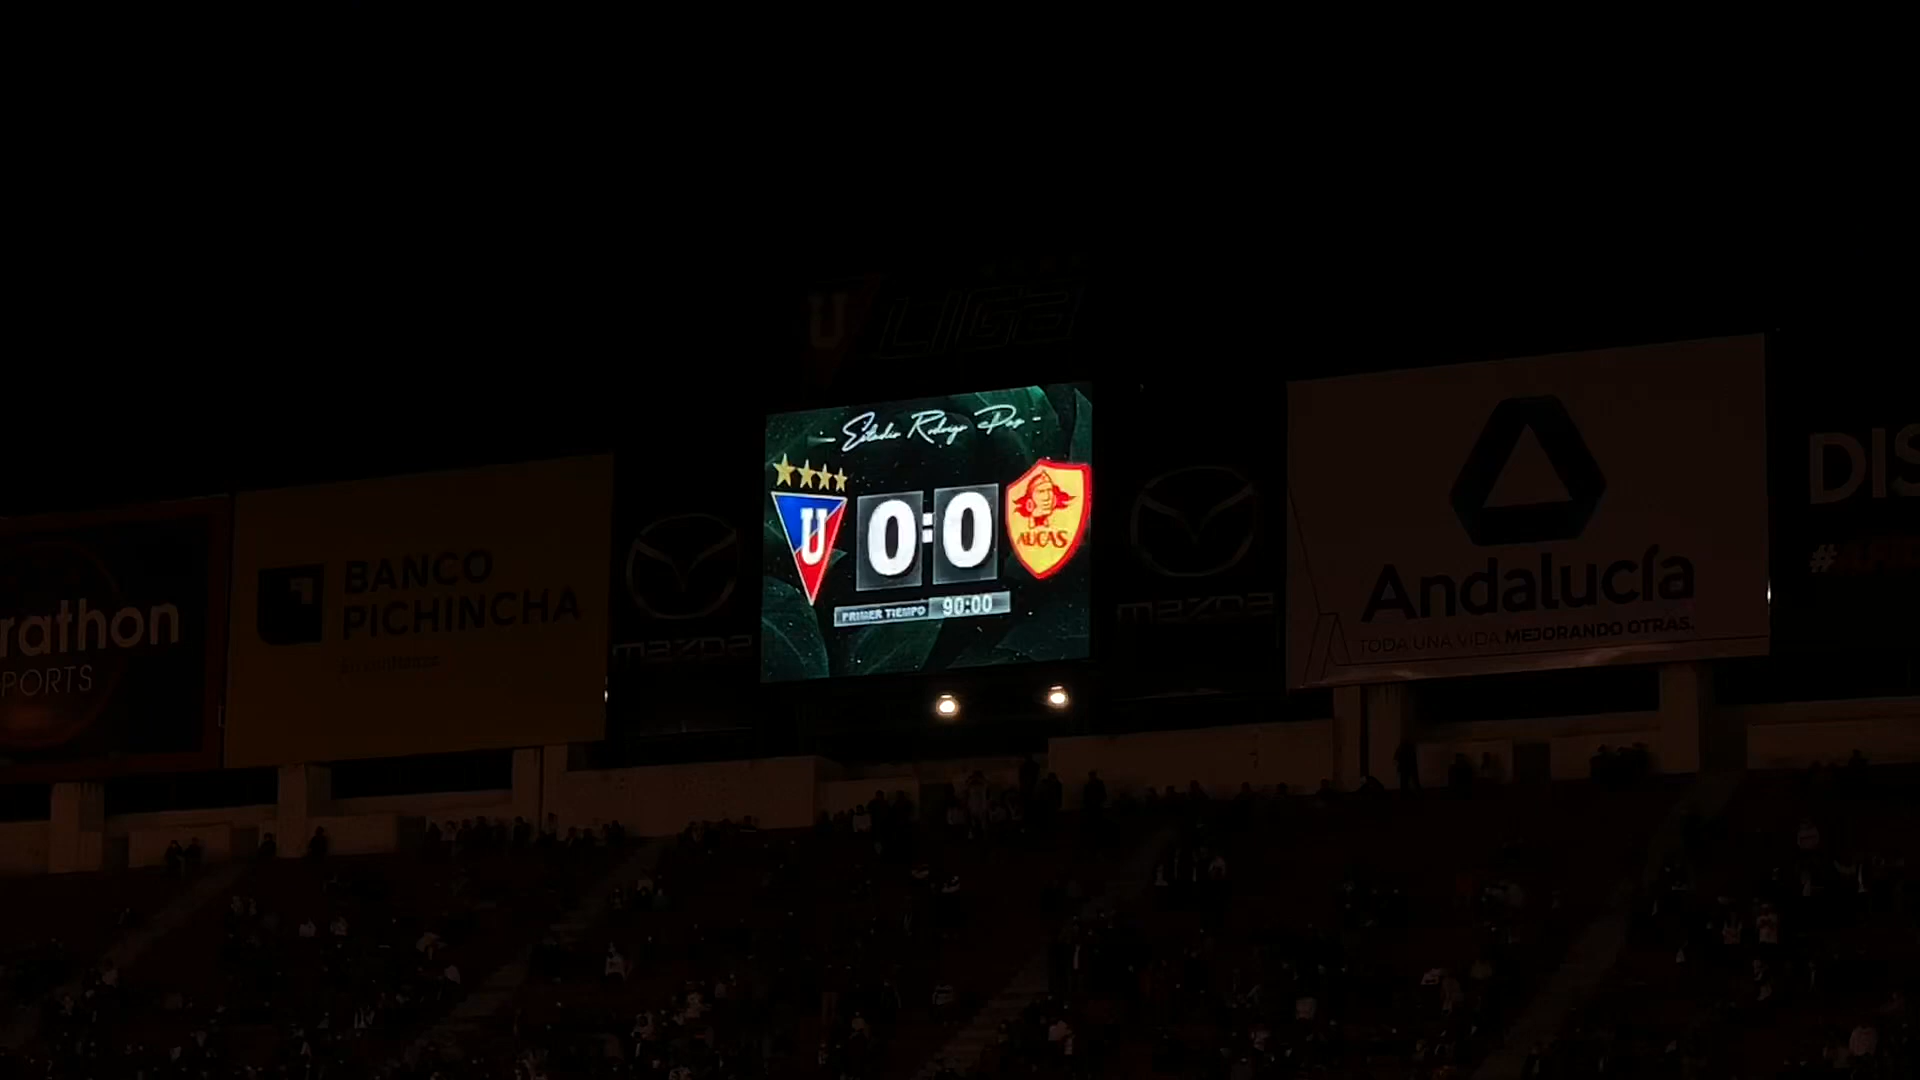 U LIGA
Estadio Rodrigo Paz
U
0:0
AUCAS
PRIMER TIEMPO 90:00
rathon
PORTS
BANCO
PICHINCHA
mazda
mazda
Andalucía
TODA UNA VIDA MEJORANDO OTRAS.
DIS
#